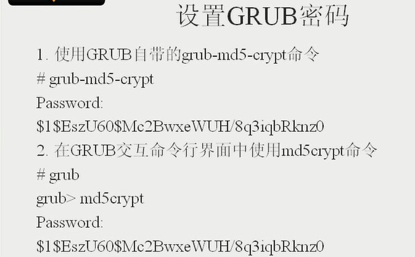 设置GRUB密码
1. 使用GRUB自带的grub-md5-crypt命令
# grub-md5-crypt
Password:
$1$EszU60$Mc2BwxeWUH/8q3iqbRknz0
2. 在GRUB交互命令行界面中使用md5crypt命令
# grub
grub> md5crypt
Password:
$1$EszU60$Mc2BwxeWUH/8q3iqbRknz0